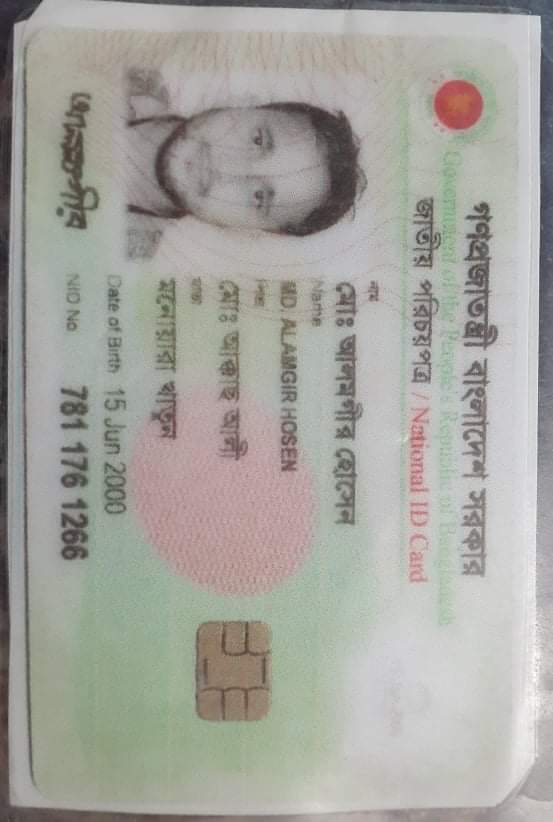 গণপ্রজাতন্ত্রী বাংলাদেশ সরকার
Government of the People's Republic of Bangladesh
জাতীয় পরিচয়পত্র / National ID Card
নাম
মোঃ আলমগীর হোসেন
Name
MD. ALAMGIR HOSEN
পিতা
মোঃ আক্কাছ আলী
মাতা
মনোয়ারা খাতুন
Date of Birth 15 Jun 2000
আলমগীর
NID No 781 176 1266